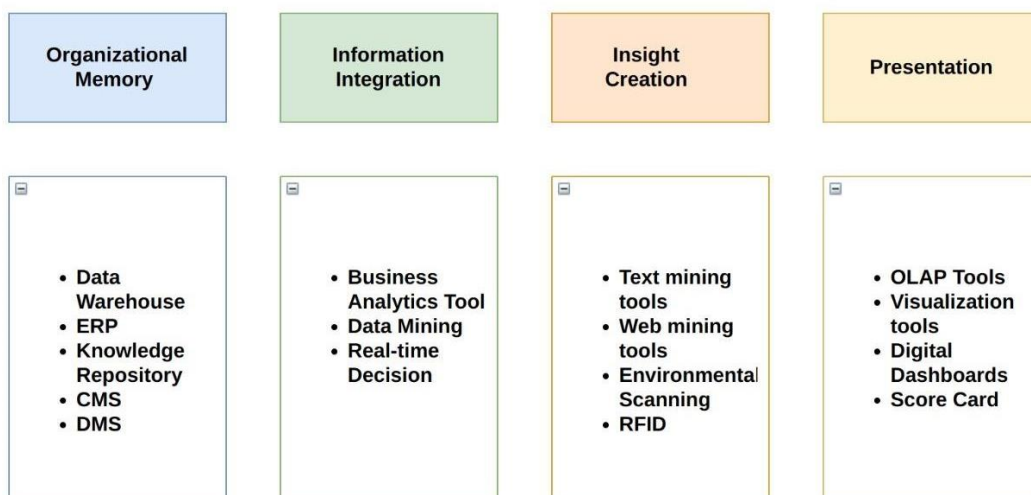 Organizational
Memory
Information
Integration
Insight
Creation
Presentation
• Data
Warehouse
• ERP
• Knowledge
Repository
• CMS
• DMS
• Business
Analytics Tool
• Data Mining
• Real-time
Decision
• Text mining
tools
• Web mining
tools
• Environmental
Scanning
• RFID
• OLAP Tools
• Visualization
tools
• Digital
Dashboards
• Score Card